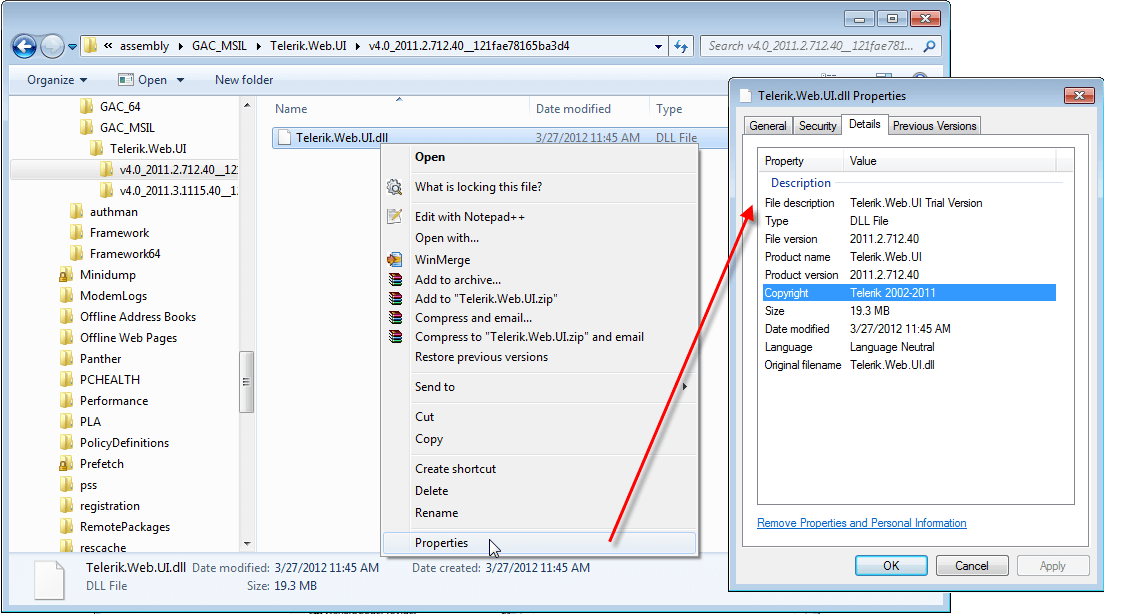 « assembly GAC_MSIL Telerik.Web.UI v4.0_2011.2.712.40__121fae78165ba3d4
Search v4.0_2011.2.712.40__121fae781...
Organize Open New folder
GAC_64
GAC_MSIL
Telerik.Web.UI
v4.0_2011.2.712.40__12
v4.0_2011.3.1115.40__1
authman
Framework
Framework64
Minidump
ModemLogs
Offline Address Books
Offline Web Pages
Panther
PCHEALTH
Performance
PLA
PolicyDefinitions
Prefetch
pss
registration
RemotePackages
rescache
Name Date modified Type
Telerik.Web.UI.dll 3/27/2012 11:45 AM DLL File
Open
What is locking this file?
Edit with Notepad++
Open with...
WinMerge
Add to archive...
Add to "Telerik.Web.UI.zip"
Compress and email...
Compress to "Telerik.Web.UI.zip" and email
Restore previous versions
Send to
Cut
Copy
Create shortcut
Delete
Rename
Properties
Telerik.Web.UI.dll Date modified: 3/27/2012 11:45 AM Date created: 3/27/2012 11:45 AM
DLL File Size: 19.3 MB
Telerik.Web.UI.dll Properties
General Security Details Previous Versions
Property Value
Description
File description Telerik.Web.UI Trial Version
Type DLL File
File version 2011.2.712.40
Product name Telerik.Web.UI
Product version 2011.2.712.40
Copyright Telerik 2002-2011
Size 19.3 MB
Date modified 3/27/2012 11:45 AM
Language Language Neutral
Original filename Telerik.Web.UI.dll
Remove Properties and Personal Information
OK Cancel Apply